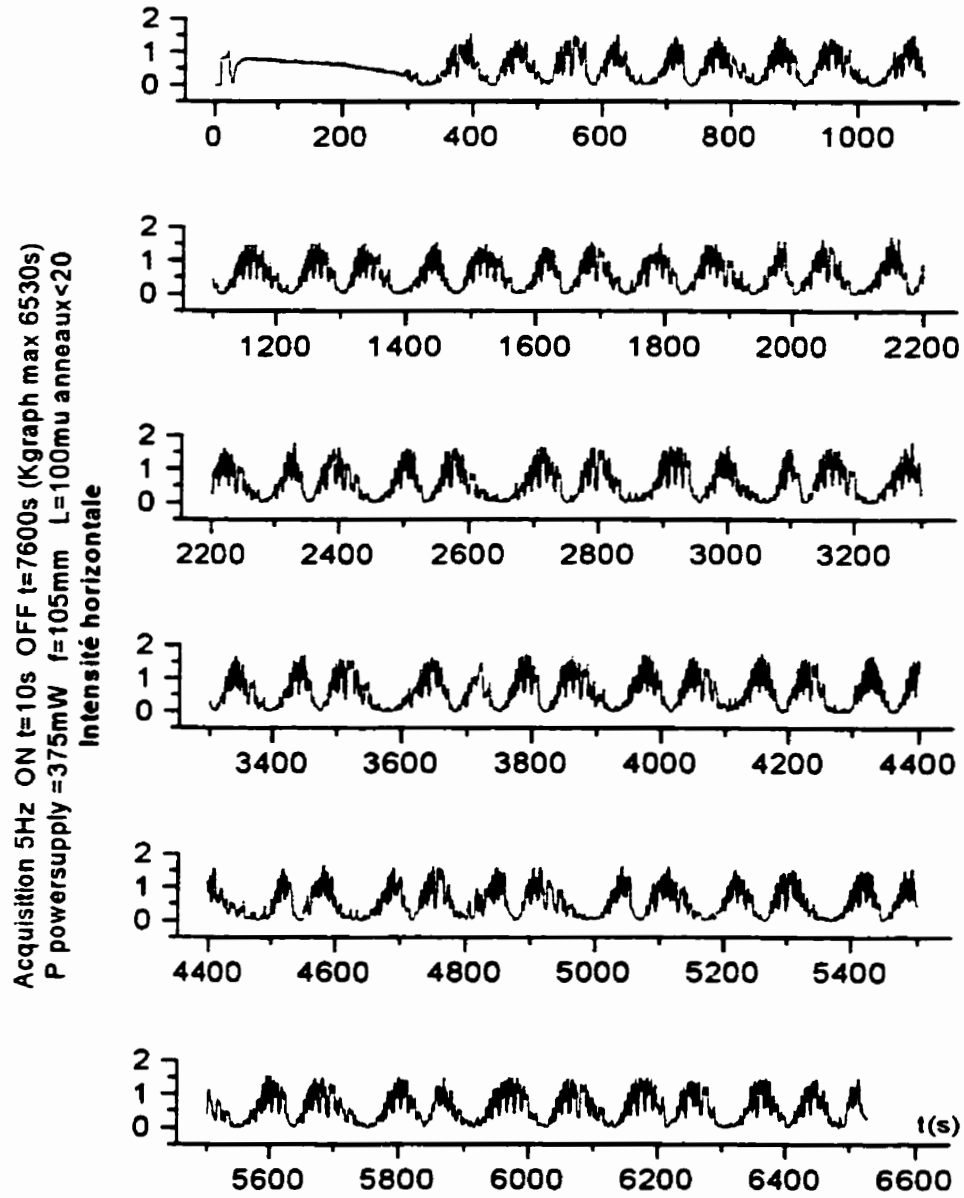 Acquisition 5Hz ON t=10s OFF t=7600s (Kgraph max 6530s)
P powersupply =375mW f=105mm L=100mu anneaux<20
Intensité horizontale
2
1
0
0 200 400 600 800 1000
2
1
0
1200 1400 1600 1800 2000 2200
2
1
0
2200 2400 2600 2800 3000 3200
2
1
0
3400 3600 3800 4000 4200 4400
2
1
0
4400 4600 4800 5000 5200 5400
2
1
0
t(s)
5600 5800 6000 6200 6400 6600